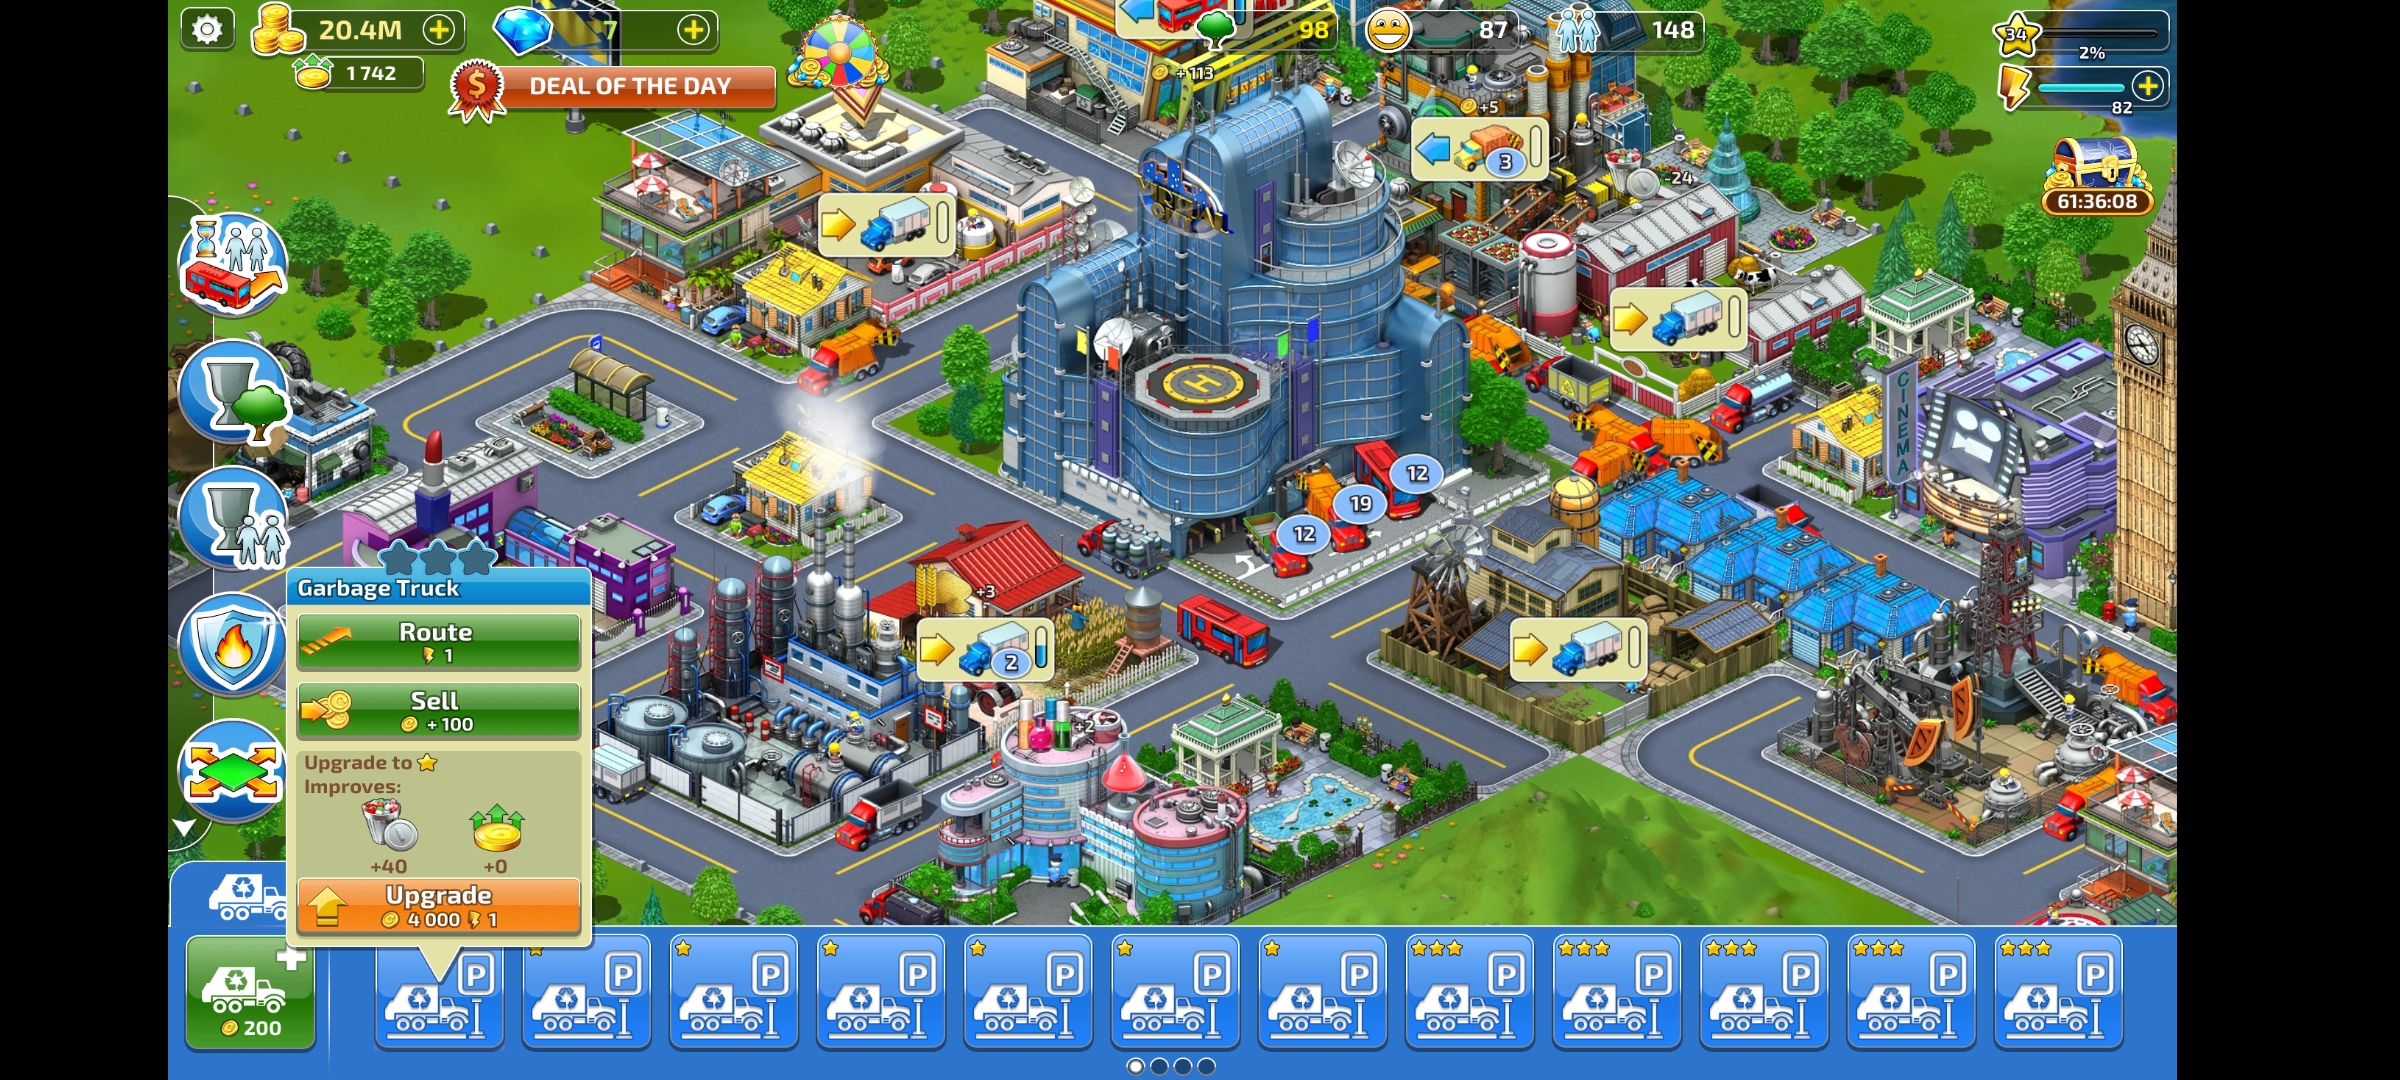 20.4M
7
98
87
148
34
2%
1 742
DEAL OF THE DAY
+113
+5
82
3
-24
61:36:08
CINEMA
H
12
19
12
+3
2
+2
Garbage Truck
Route
1
Sell
+ 100
Upgrade to
Improves:
+40
+0
Upgrade
4 000 1
200
P
P
P
P
P
P
P
P
P
P
P
P